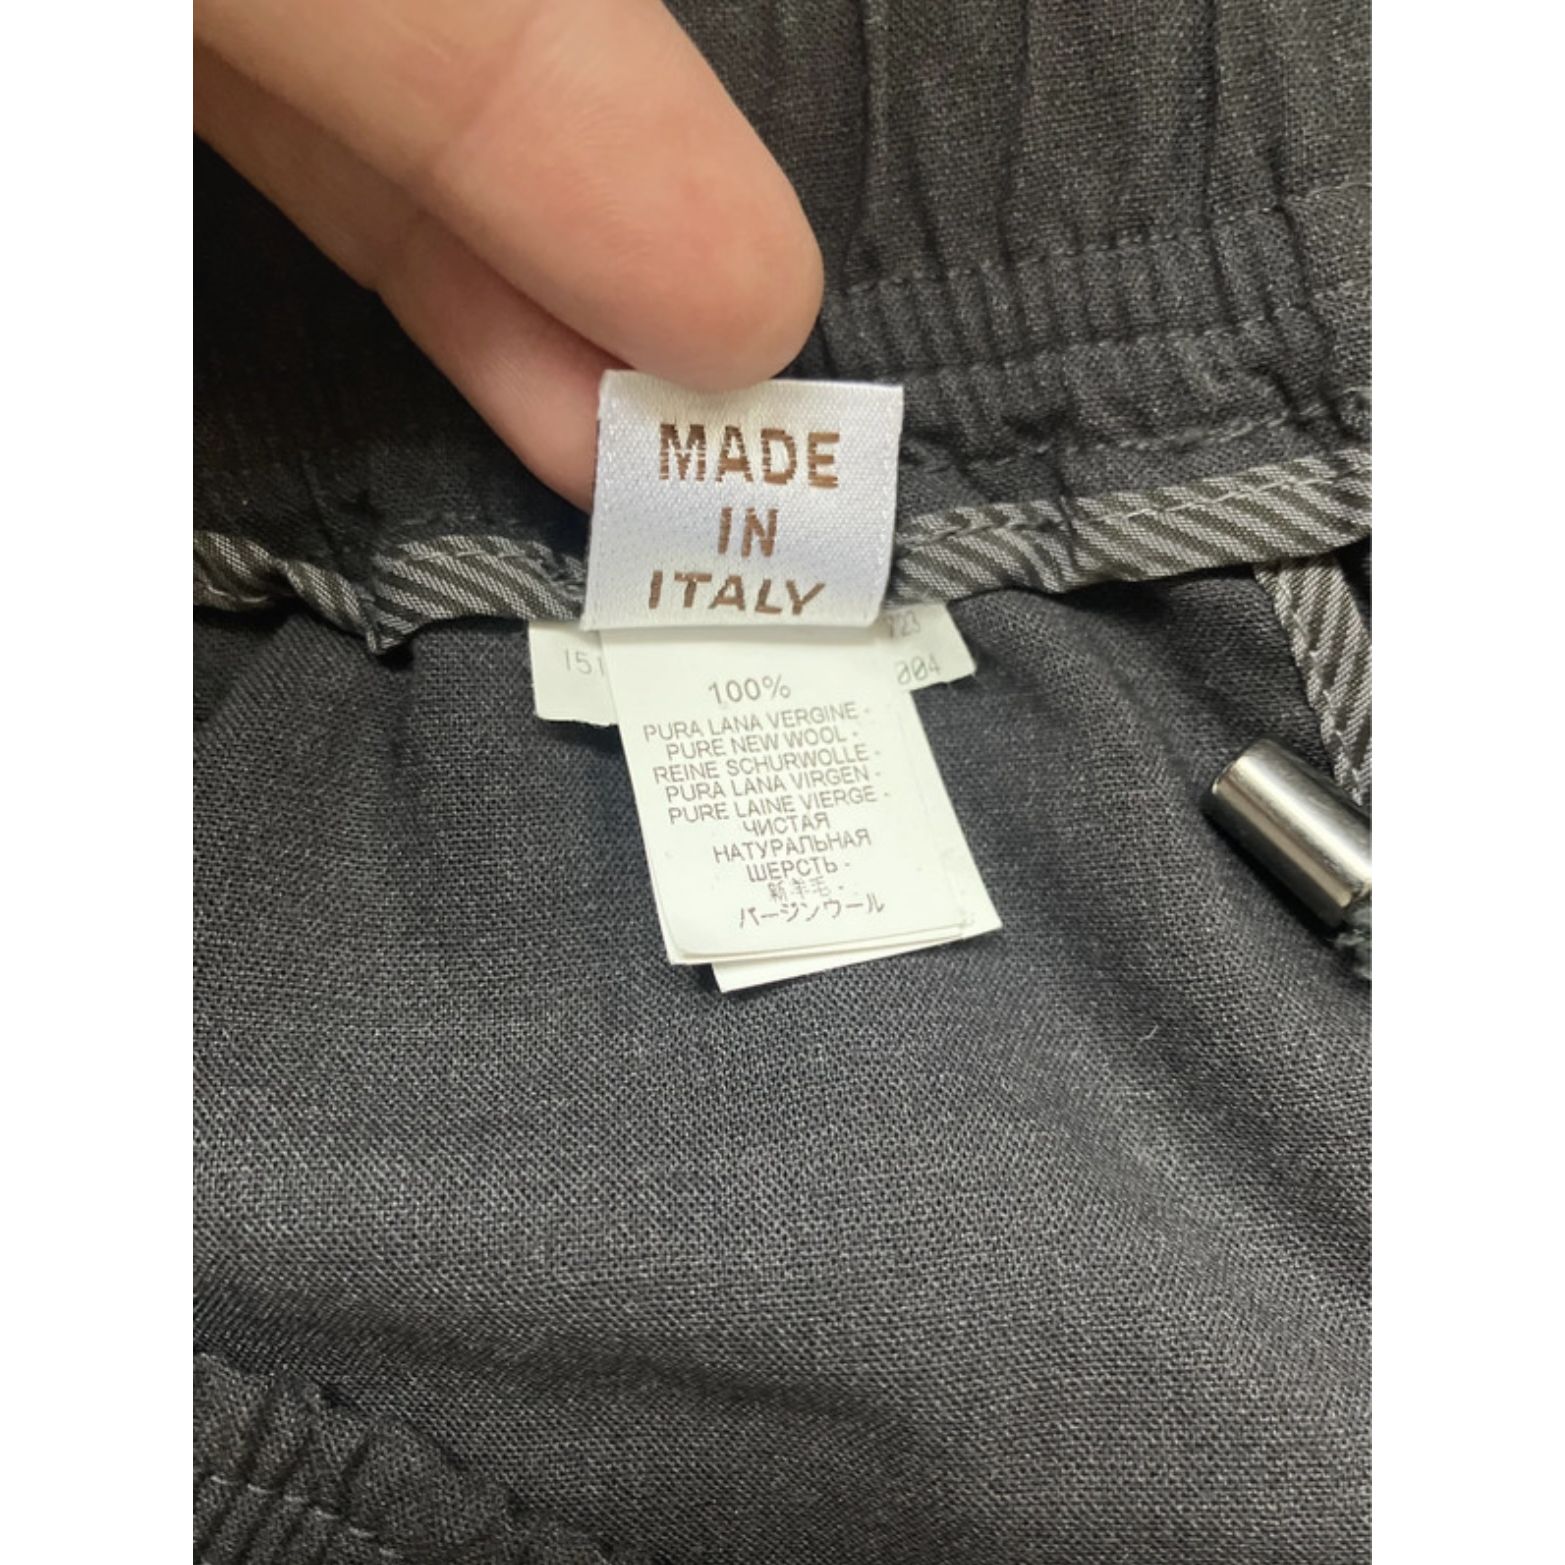 MADE
IN
ITALY
151
23
004
100%
PURA LANA VERGINE -
PURE NEW WOOL -
REINE SCHURWOLLE -
PURA LANA VIRGEN -
PURE LAINE VIERGE -
ЧИСТАЯ
НАТУРАЛЬНАЯ
ШЕРСТЬ -
新羊毛 -
バージンウール